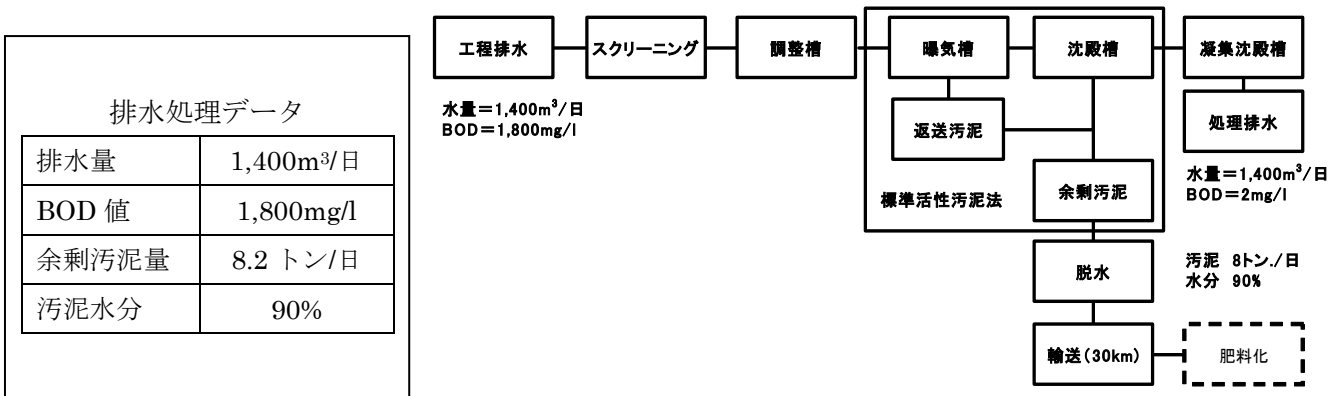 排水処理データ
排水量 1,400m³/日
BOD 値 1,800mg/l
余剰汚泥量 8.2 トン/日
汚泥水分 90%
工程排水 スクリーニング 調整槽 曝気槽 沈殿槽 凝集沈殿槽
水量=1,400m³/日
BOD=1,800mg/l
返送汚泥
処理排水
水量=1,400m³/日
BOD=2mg/l
標準活性汚泥法
余剰汚泥
脱水
汚泥 8トン./日
水分 90%
輸送(30km)
肥料化